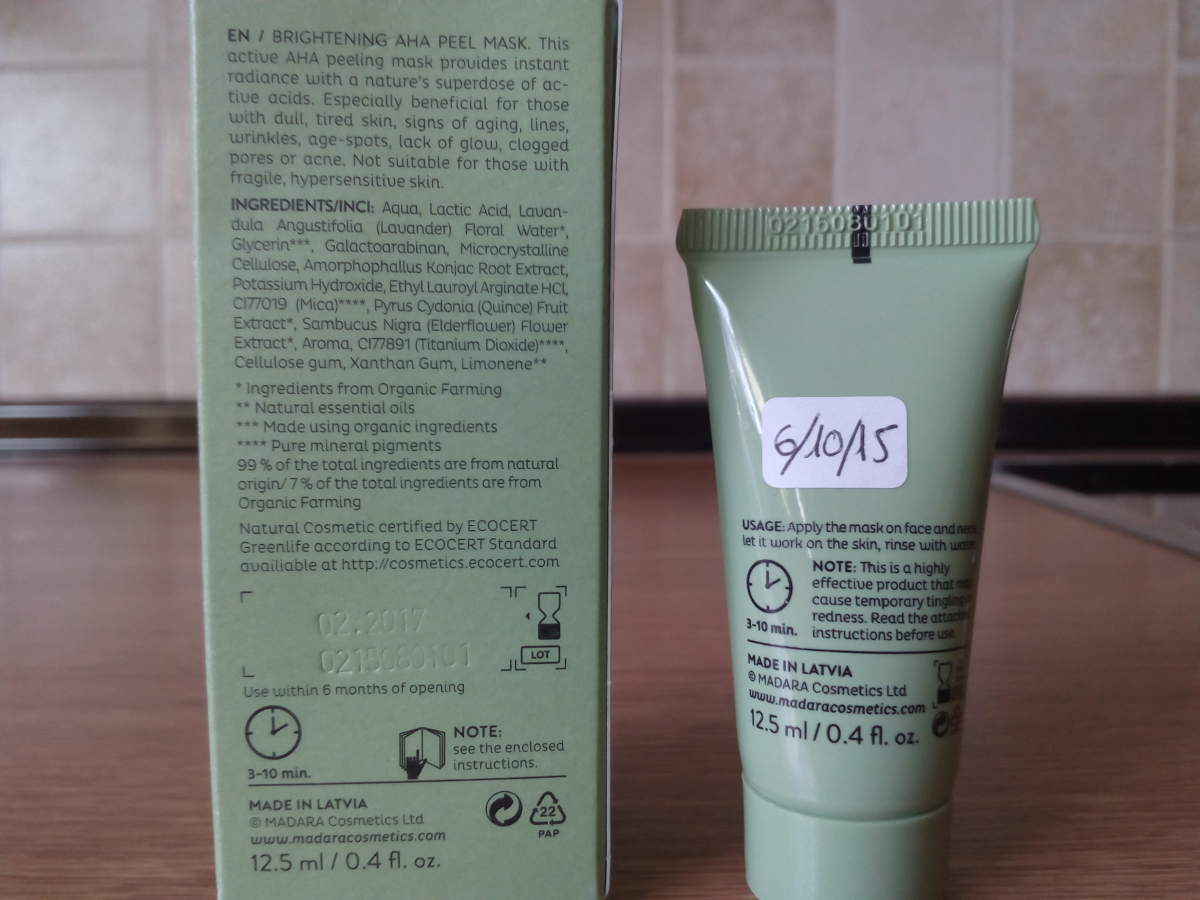 EN / BRIGHTENING AHA PEEL MASK. This
active AHA peeling mask provides instant
radiance with a nature's superdose of ac-
tive acids. Especially beneficial for those
with dull, tired skin, signs of aging, lines,
wrinkles, age-spots, lack of glow, clogged
pores or acne. Not suitable for those with
fragile, hypersensitive skin.
INGREDIENTS/INCI: Aqua, Lactic Acid, Lavan-
dula Angustifolia (Lavander) Floral Water*,
Glycerin***, Galactoarabinan, Microcrystalline
Cellulose, Amorphophallus Konjac Root Extract,
Potassium Hydroxide, Ethyl Lauroyl Arginate HCl,
CI77019 (Mica)****, Pyrus Cydonia (Quince) Fruit
Extract*, Sambucus Nigra (Elderflower) Flower
Extract*, Aroma, CI77891 (Titanium Dioxide)****,
Cellulose gum, Xanthan Gum, Limonene**
* Ingredients from Organic Farming
** Natural essential oils
*** Made using organic ingredients
**** Pure mineral pigments
99 % of the total ingredients are from natural
origin/ 7 % of the total ingredients are from
Organic Farming
Natural Cosmetic certified by ECOCERT
Greenlife according to ECOCERT Standard
availiable at http://cosmetics.ecocert.com
02.2017
0215080101
LOT
Use within 6 months of opening
3-10 min.
NOTE:
see the enclosed
instructions.
MADE IN LATVIA
© MADARA Cosmetics Ltd
www.madaracosmetics.com
12.5 ml / 0.4 fl. oz.
22
PAP
0215080101
6/10/15
USAGE: Apply the mask on face and
let it work on the skin, rinse with
NOTE: This is a highly
effective product that
cause temporary tingling
redness. Read the
instructions before use
3-10 min.
MADE IN LATVIA
© MADARA Cosmetics Ltd
www.madaracosmetics.com
12.5 ml / 0.4 fl. oz.